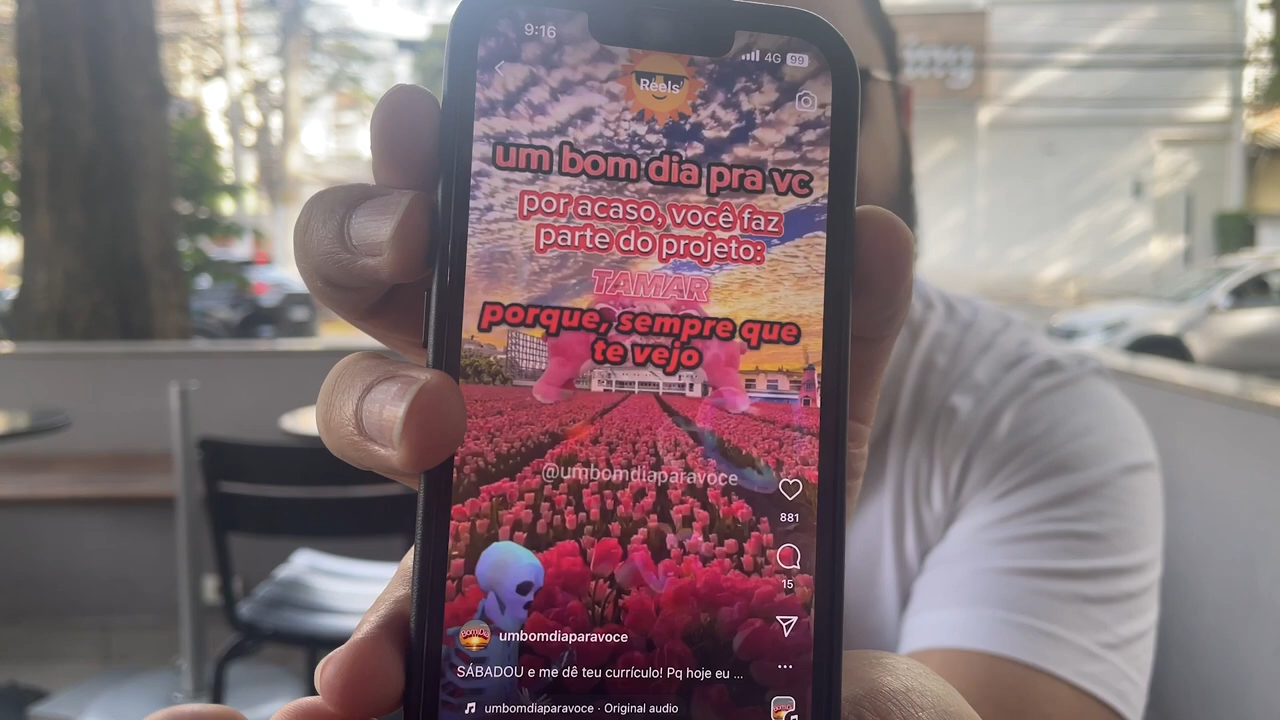 9:16
4G
99
Reels
um bom dia pra vc
por acaso, você faz
parte do projeto:
TAMAR
porque, sempre que
te vejo
@umbomdiaparavoce
881
15
umbomdiaparavoce
SÁBADOU e me dê teu currículo! Pq hoje eu ...
umbomdiaparavoce · Original audio